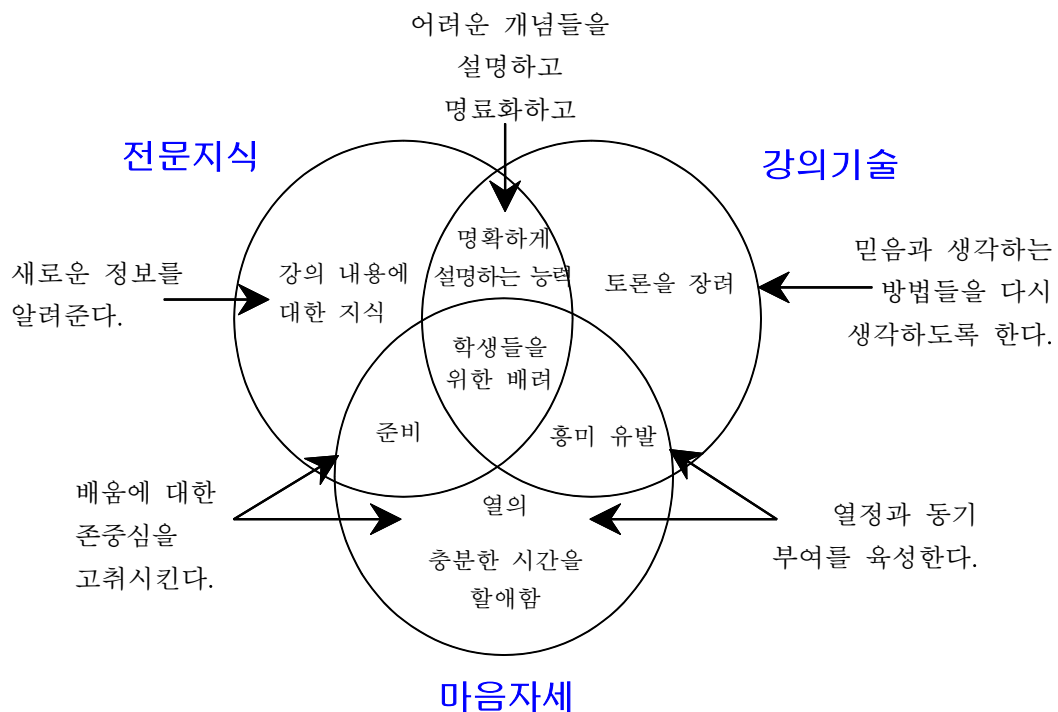 어려운 개념들을
설명하고
명료화하고
전문지식
강의기술
새로운 정보를
알려준다.
강의 내용에
대한 지식
명확하게
설명하는 능력
토론을 장려
믿음과 생각하는
방법들을 다시
생각하도록 한다.
학생들을
위한 배려
준비
흥미 유발
배움에 대한
존중심을
고취시킨다.
열의
충분한 시간을
할애함
열정과 동기
부여를 육성한다.
마음자세